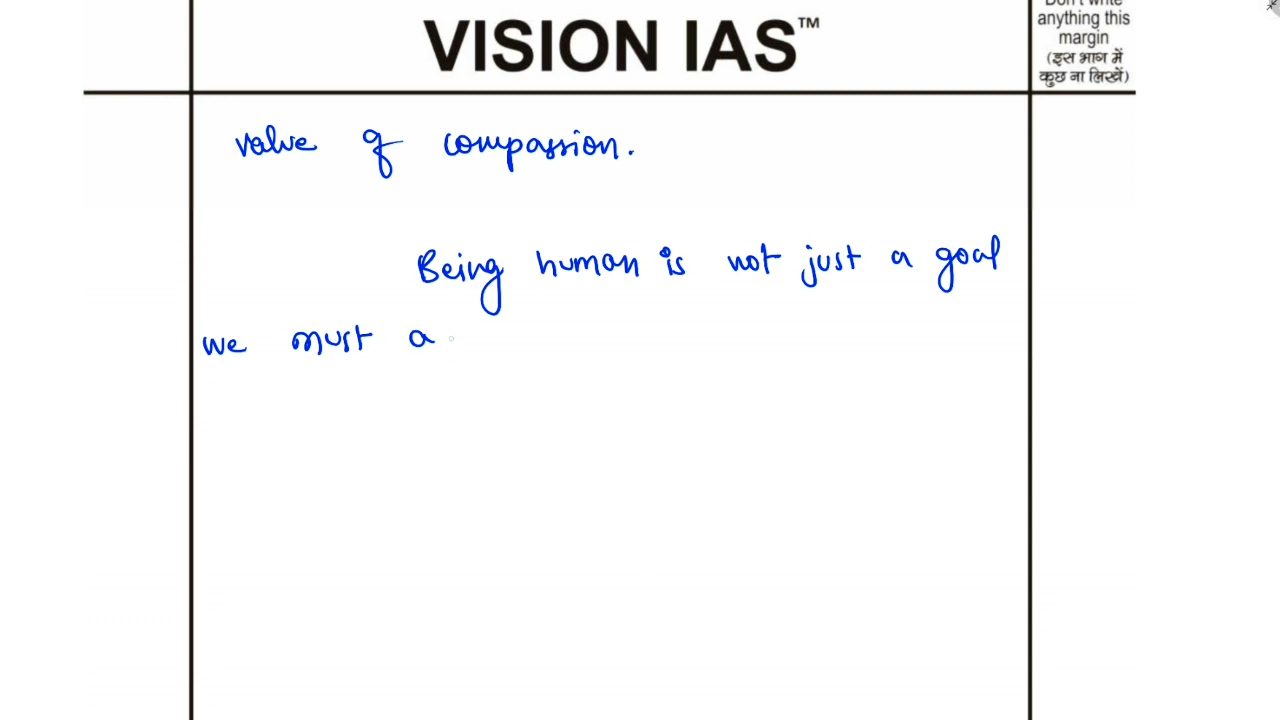 VISION IAS™
Don't write
anything this
margin
(इस भाग में
कुछ ना लिखें)
value of compassion.
Being human is not just a goal
we must a